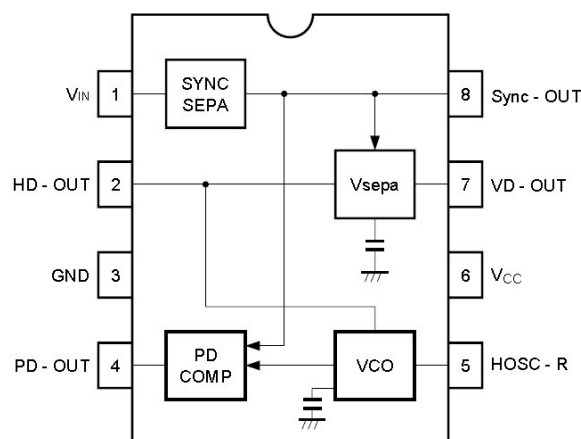 VIN 1 SYNC SEPA 8 Sync - OUT
HD - OUT 2 Vsepa 7 VD - OUT
GND 3 6 VCC
PD - OUT 4 PD COMP VCO 5 HOSC - R